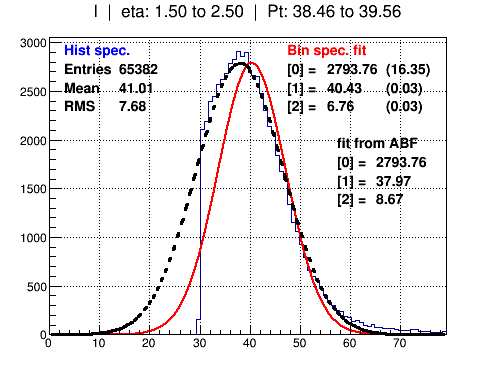 I | eta: 1.50 to 2.50 | Pt: 38.46 to 39.56
Hist spec.
Entries 65382
Mean 41.01
RMS 7.68
Bin spec. fit
[0] = 2793.76 (16.35)
[1] = 40.43 (0.03)
[2] = 6.76 (0.03)
fit from ABF
[0] = 2793.76
[1] = 37.97
[2] = 8.67
3000
2500
2000
1500
1000
500
0
0 10 20 30 40 50 60 70